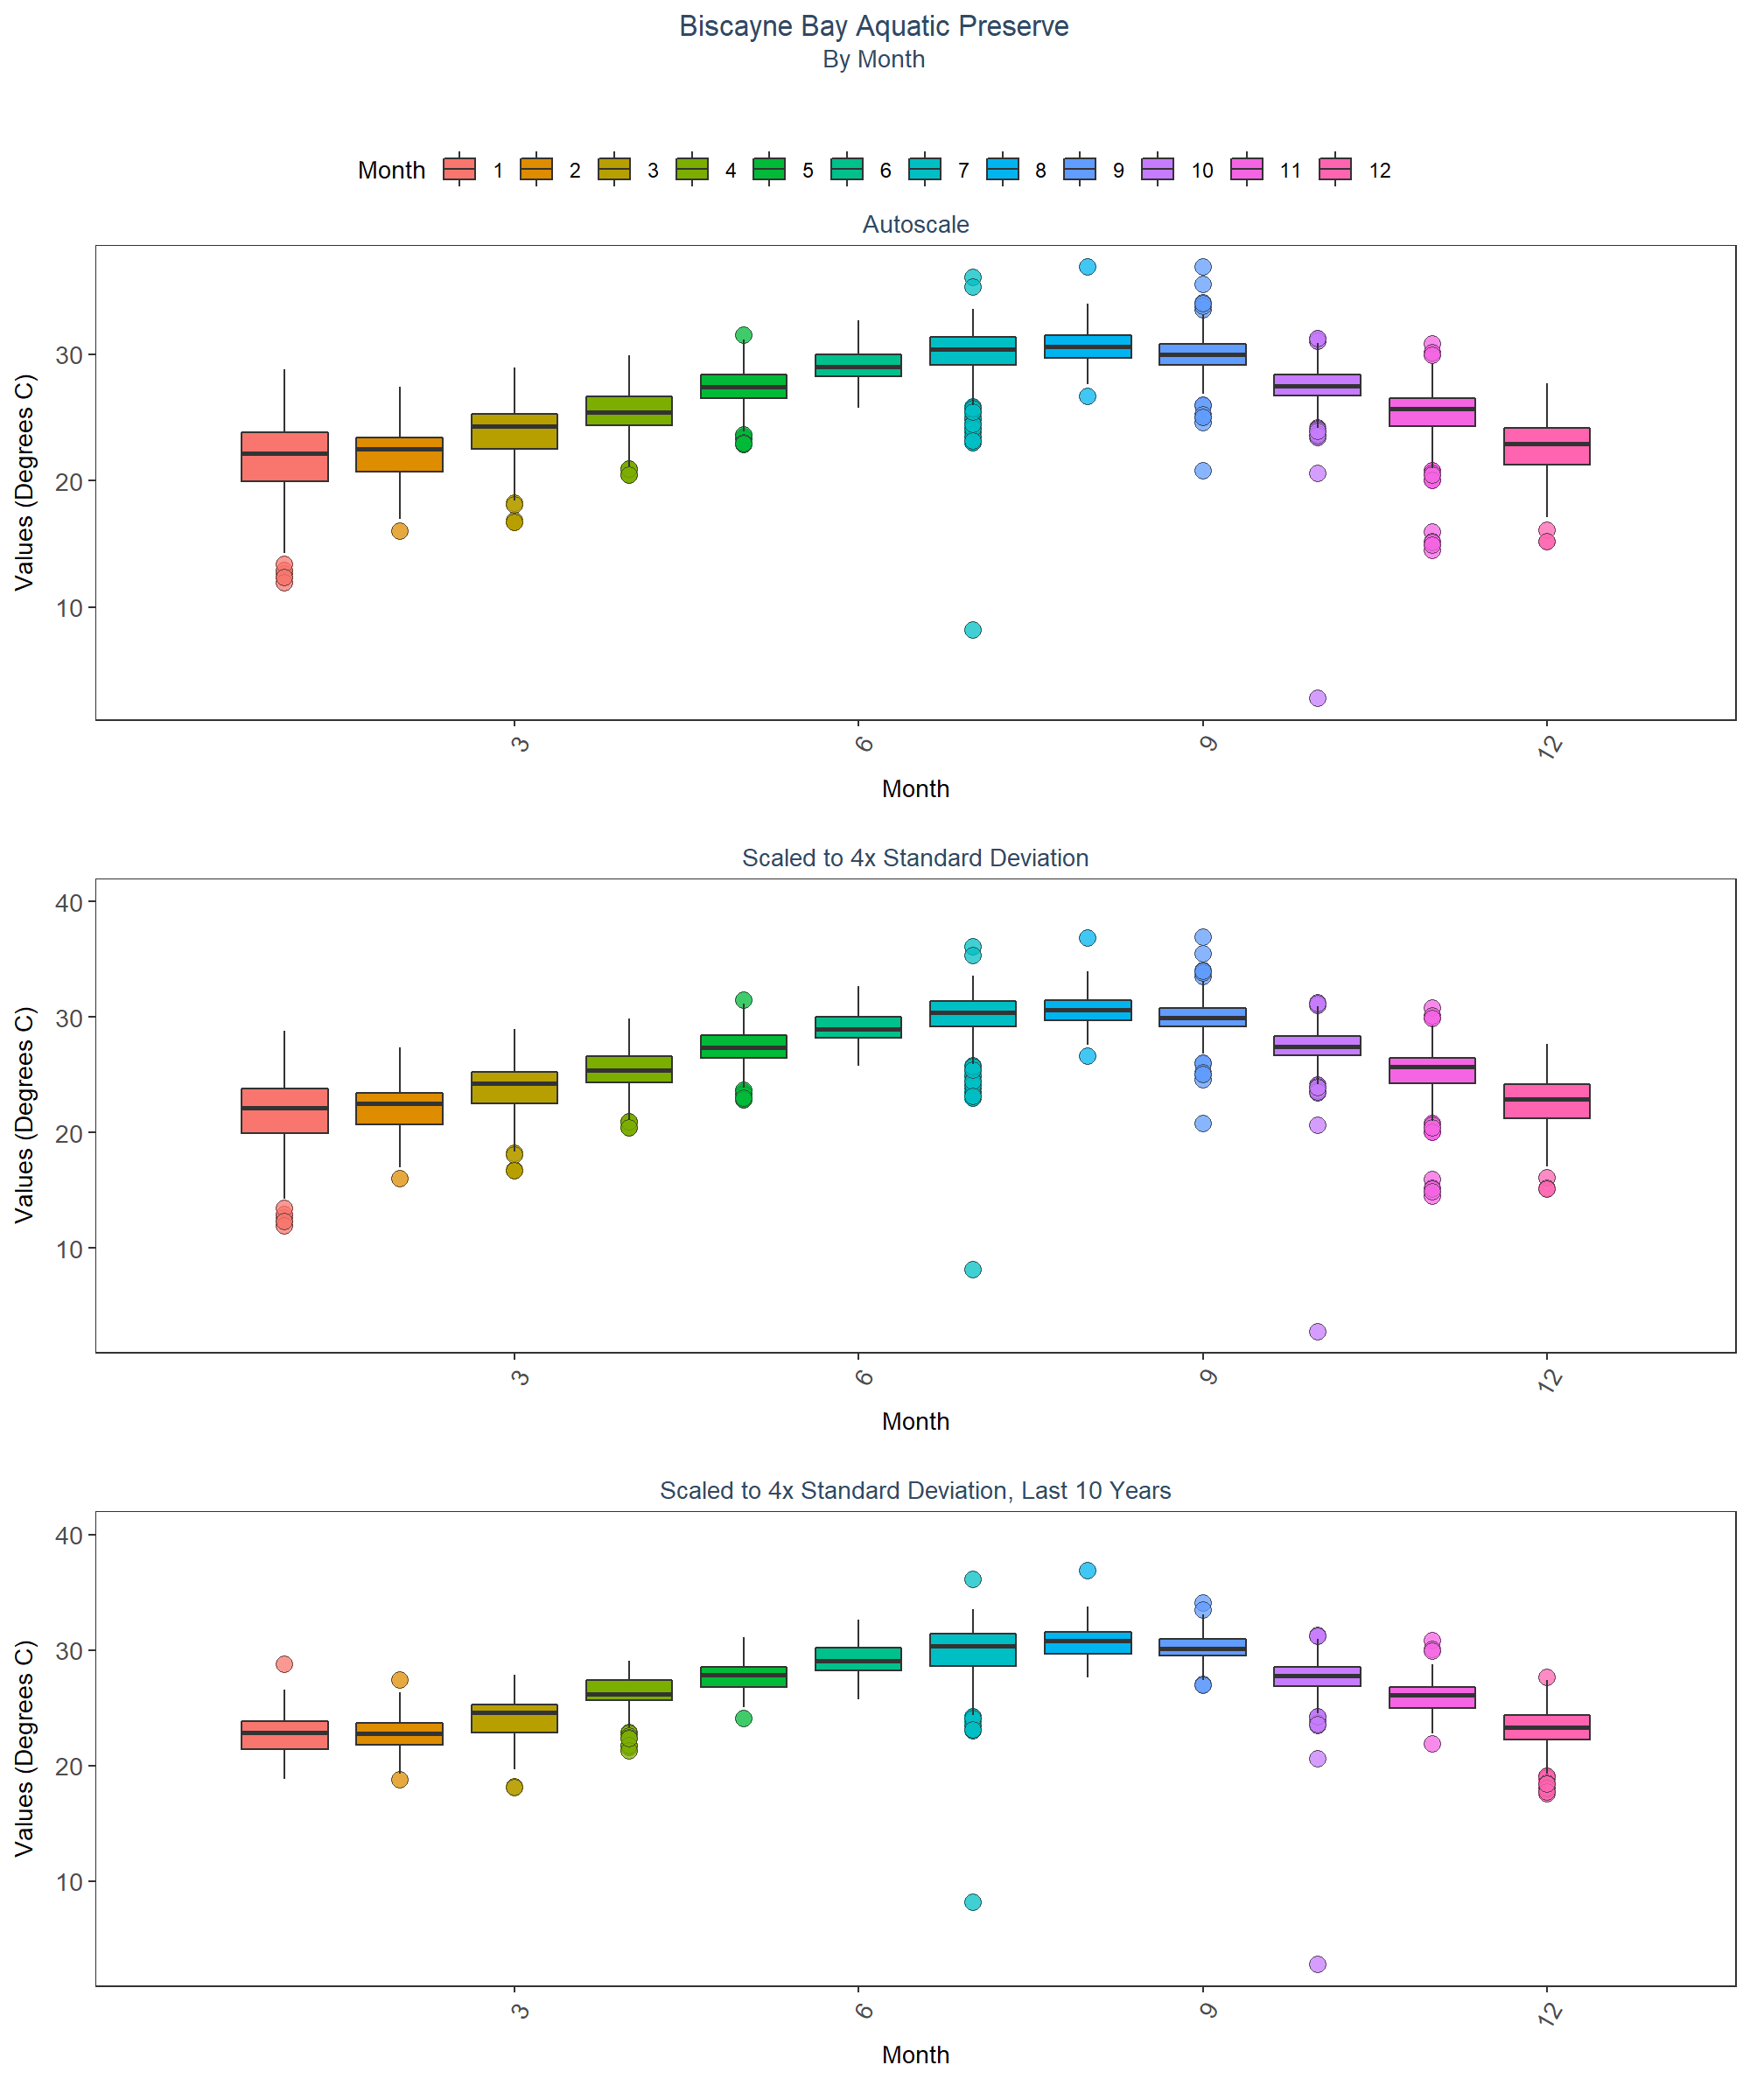 Biscayne Bay Aquatic Preserve
By Month
Month 1 2 3 4 5 6 7 8 9 10 11 12
Autoscale
Values (Degrees C)
30
20
10
3 6 9 12
Month
Scaled to 4x Standard Deviation
Values (Degrees C)
40
30
20
10
3 6 9 12
Month
Scaled to 4x Standard Deviation, Last 10 Years
Values (Degrees C)
40
30
20
10
3 6 9 12
Month